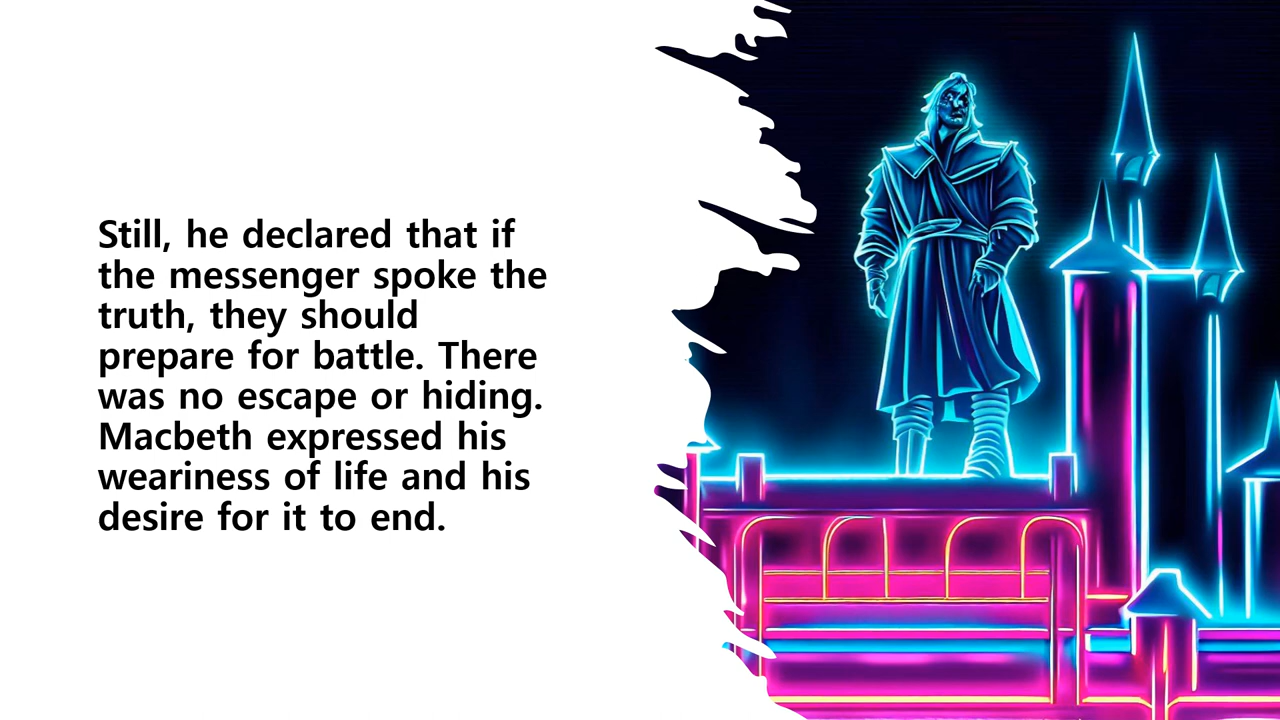 Still, he declared that if
the messenger spoke the
truth, they should
prepare for battle. There
was no escape or hiding.
Macbeth expressed his
weariness of life and his
desire for it to end.